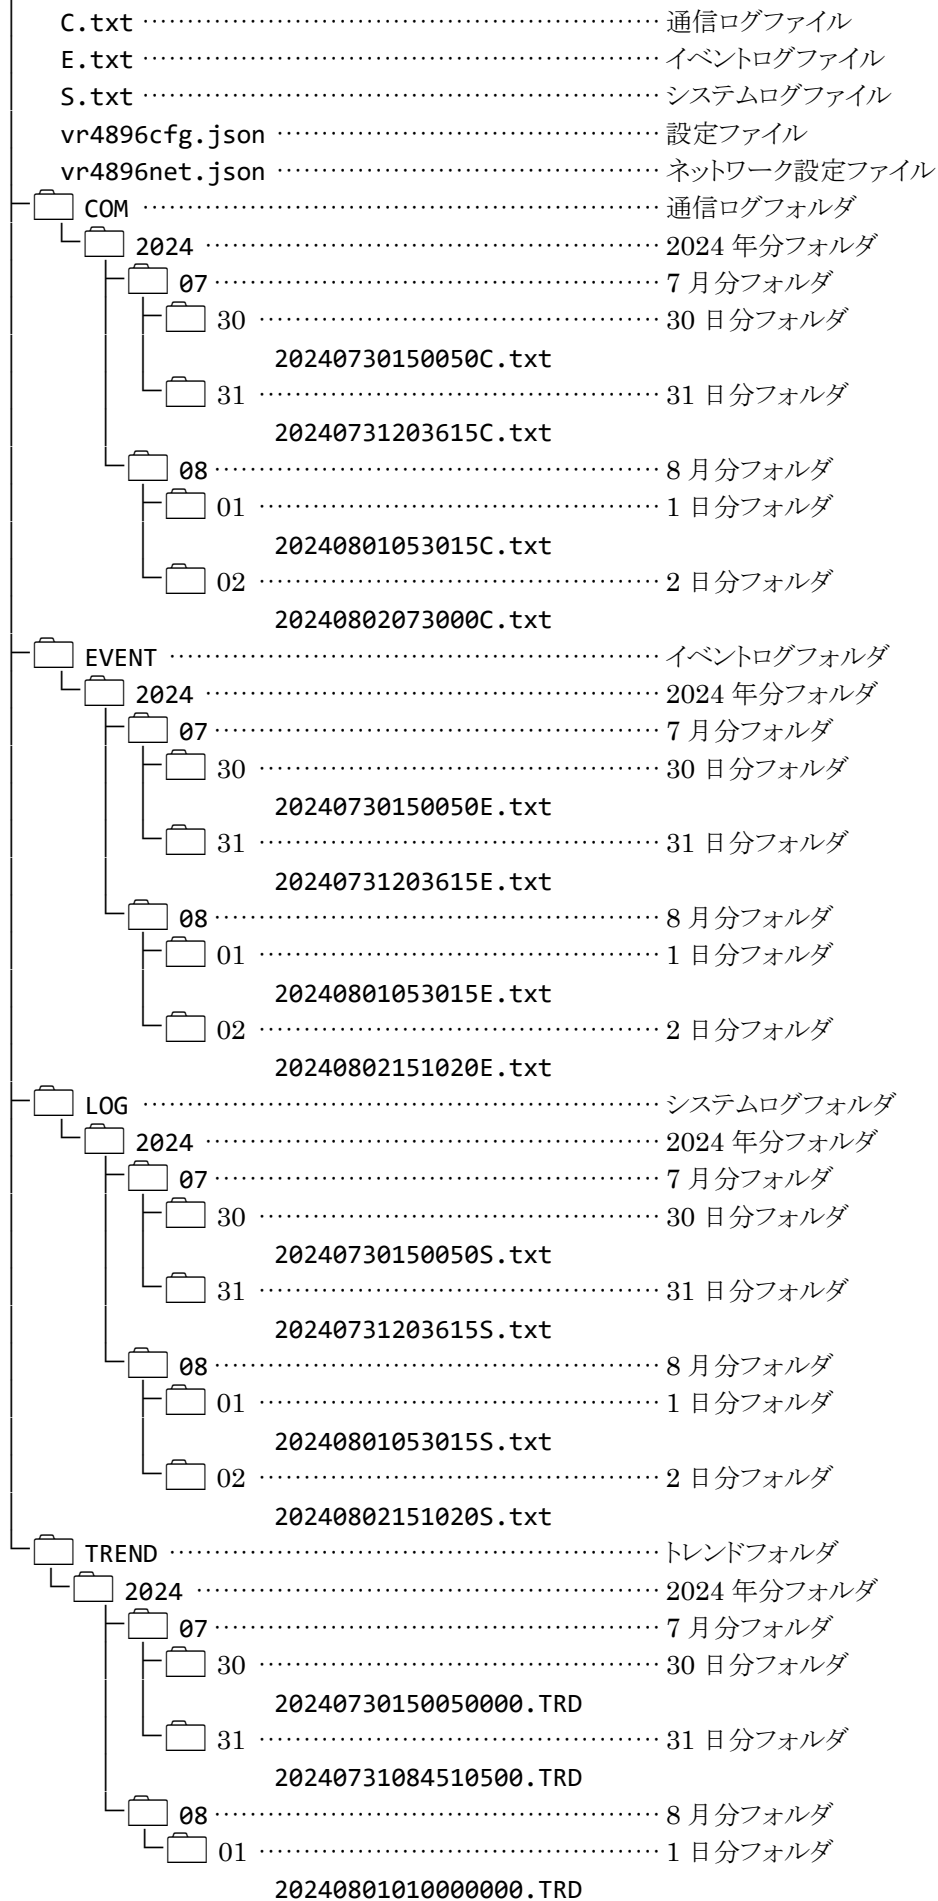 C.txt ………………………………………………… 通信ログファイル
E.txt ………………………………………………… イベントログファイル
S.txt ………………………………………………… システムログファイル
vr4896cfg.json …………………………………… 設定ファイル
vr4896net.json …………………………………… ネットワーク設定ファイル
COM ………………………………………………… 通信ログフォルダ
2024 …………………………………………… 2024 年分フォルダ
07 ………………………………………… 7 月分フォルダ
30 ……………………………………… 30 日分フォルダ
20240730150050C.txt
31 ……………………………………… 31 日分フォルダ
20240731203615C.txt
08 ………………………………………… 8 月分フォルダ
01 ……………………………………… 1 日分フォルダ
20240801053015C.txt
02 ……………………………………… 2 日分フォルダ
20240802073000C.txt
EVENT ……………………………………………… イベントログフォルダ
2024 …………………………………………… 2024 年分フォルダ
07 ………………………………………… 7 月分フォルダ
30 ……………………………………… 30 日分フォルダ
20240730150050E.txt
31 ……………………………………… 31 日分フォルダ
20240731203615E.txt
08 ………………………………………… 8 月分フォルダ
01 ……………………………………… 1 日分フォルダ
20240801053015E.txt
02 ……………………………………… 2 日分フォルダ
20240802151020E.txt
LOG ………………………………………………… システムログフォルダ
2024 …………………………………………… 2024 年分フォルダ
07 ………………………………………… 7 月分フォルダ
30 ……………………………………… 30 日分フォルダ
20240730150050S.txt
31 ……………………………………… 31 日分フォルダ
20240731203615S.txt
08 ………………………………………… 8 月分フォルダ
01 ……………………………………… 1 日分フォルダ
20240801053015S.txt
02 ……………………………………… 2 日分フォルダ
20240802151020S.txt
TREND ……………………………………………… トレンドフォルダ
2024 …………………………………………… 2024 年分フォルダ
07 ………………………………………… 7 月分フォルダ
30 ……………………………………… 30 日分フォルダ
20240730150050000.TRD
31 ……………………………………… 31 日分フォルダ
20240731084510500.TRD
08 ………………………………………… 8 月分フォルダ
01 ……………………………………… 1 日分フォルダ
20240801010000000.TRD